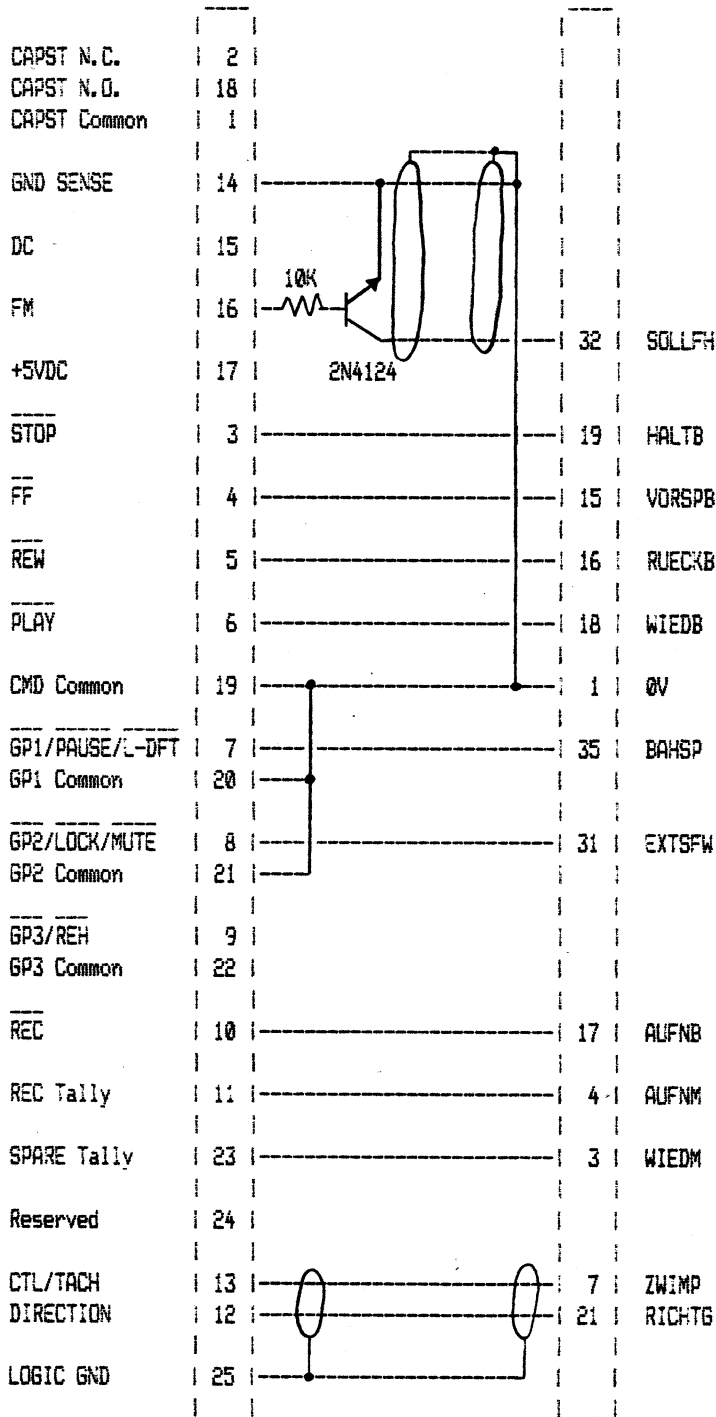 CAPST N.C. 2
CAPST N.O. 18
CAPST Common 1
GND SENSE 14
DC 15
10K
FM 16
32 SOLLFH
+5VDC 17 2N4124
STOP 3 19 HALTB
FF 4 15 VORSPB
REW 5 16 RUECKB
PLAY 6 18 WIEDB
CMD Common 19 1 0V
GP1/PAUSE/L-DFT 7 35 BAHSP
GP1 Common 20
GP2/LOCK/MUTE 8 31 EXTSFW
GP2 Common 21
GP3/REH 9
GP3 Common 22
REC 10 17 AUFNB
REC Tally 11 4 AUFNM
SPARE Tally 23 3 WIEDM
Reserved 24
CTL/TACH 13 7 ZWIMP
DIRECTION 12 21 RICHTG
LOGIC GND 25